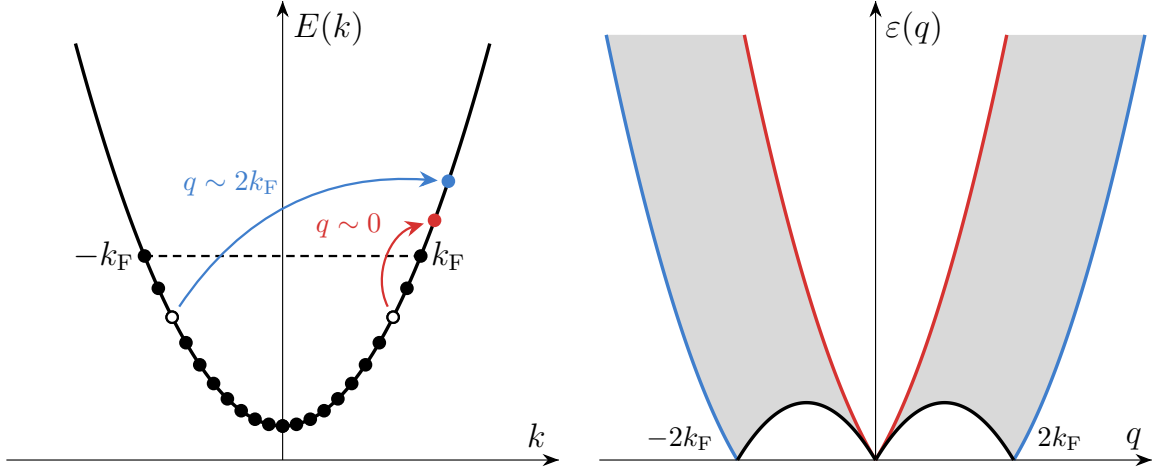 E(k)
q ∼ 2k_F
q ∼ 0
−k_F
k_F
k
ε(q)
−2k_F
2k_F
q